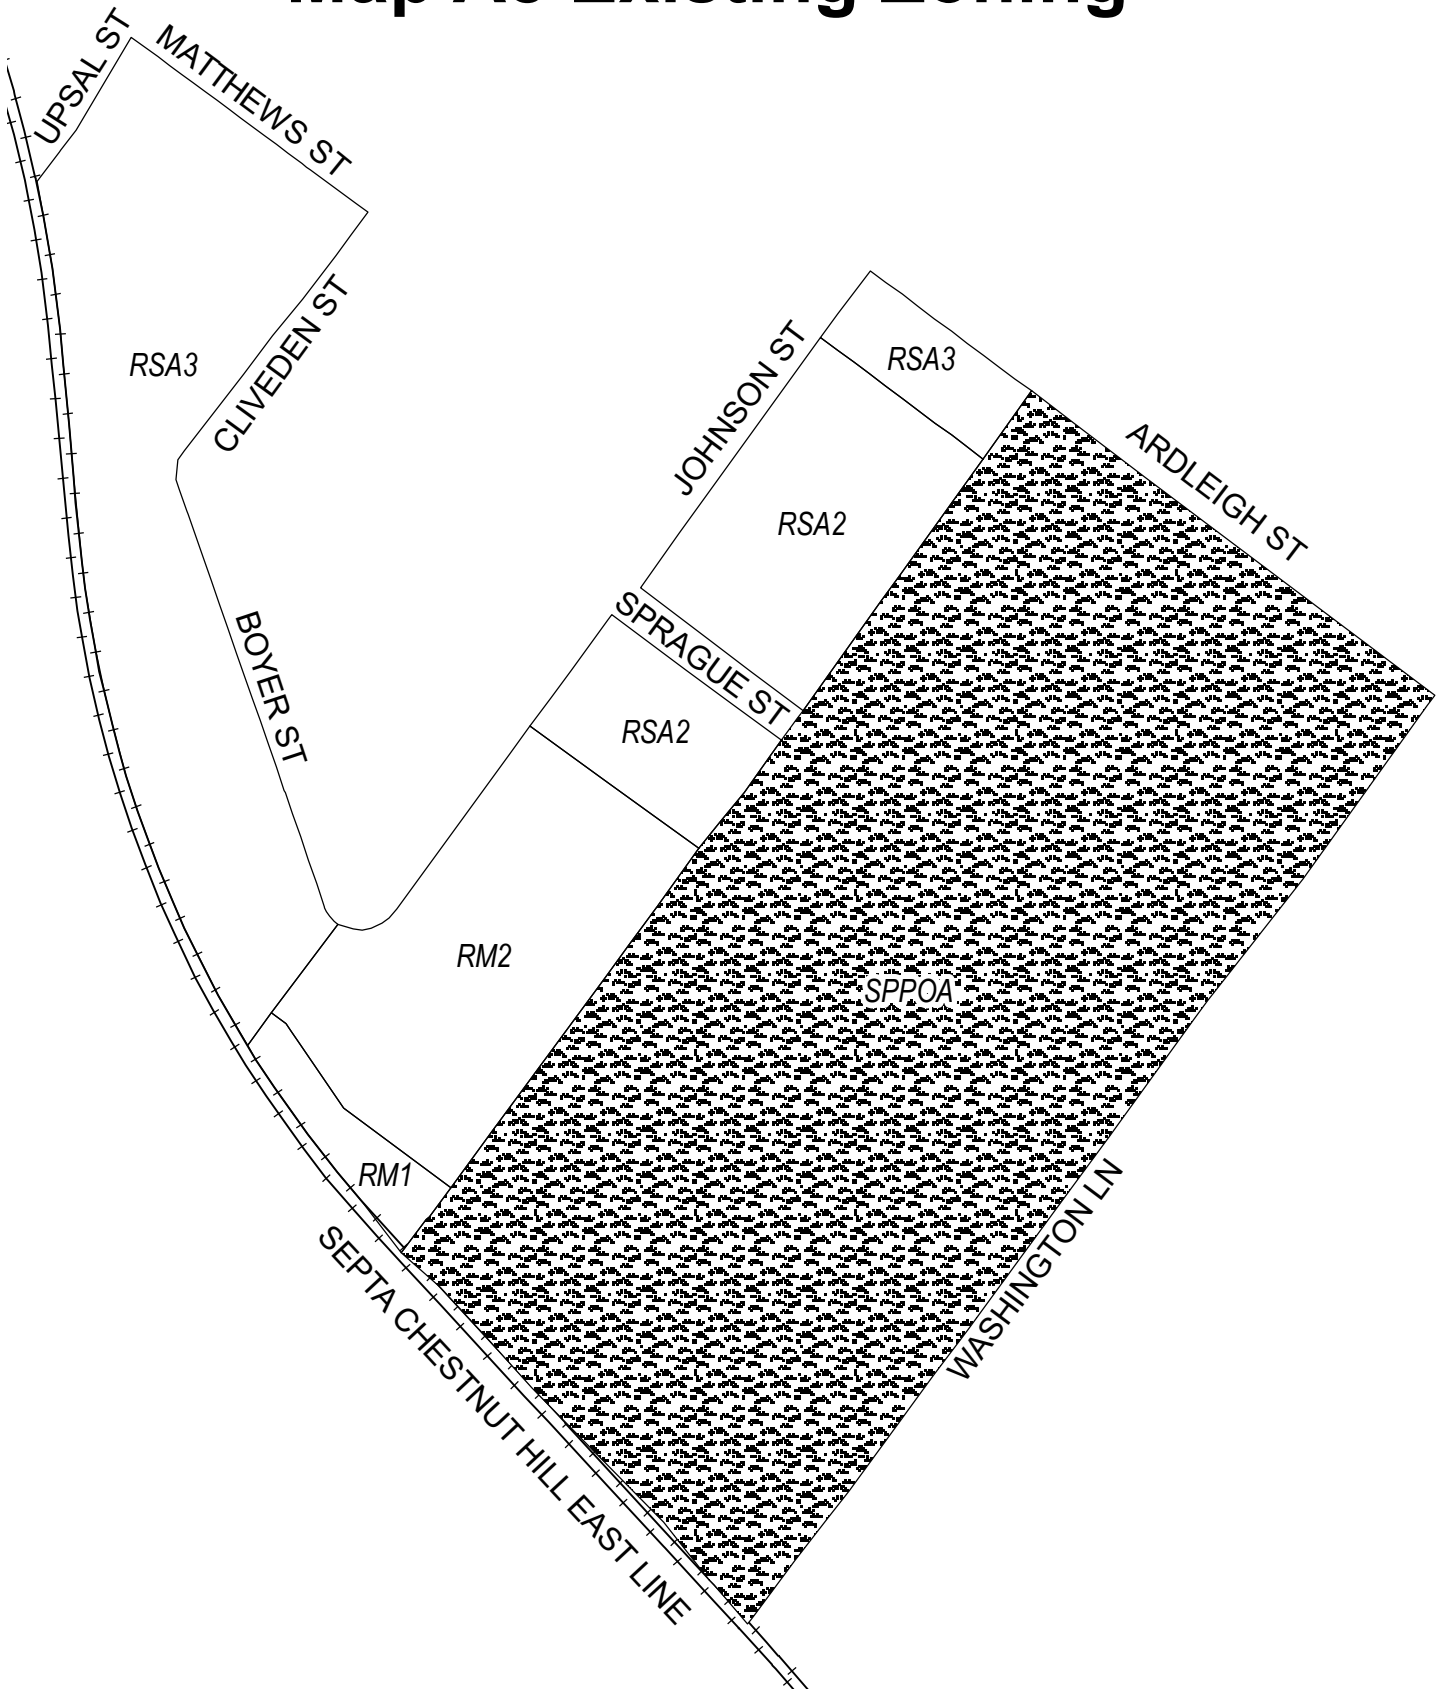 Map A5 Existing Zoning
UPSAL ST
MATTHEWS ST
CLIVEDEN ST
RSA3
JOHNSON ST
RSA3
ARDLEIGH ST
RSA2
SPRAGUE ST
BOYER ST
RSA2
RM2
SPPOA
RM1
WASHINGTON LN
SEPTA CHESTNUT HILL EAST LINE